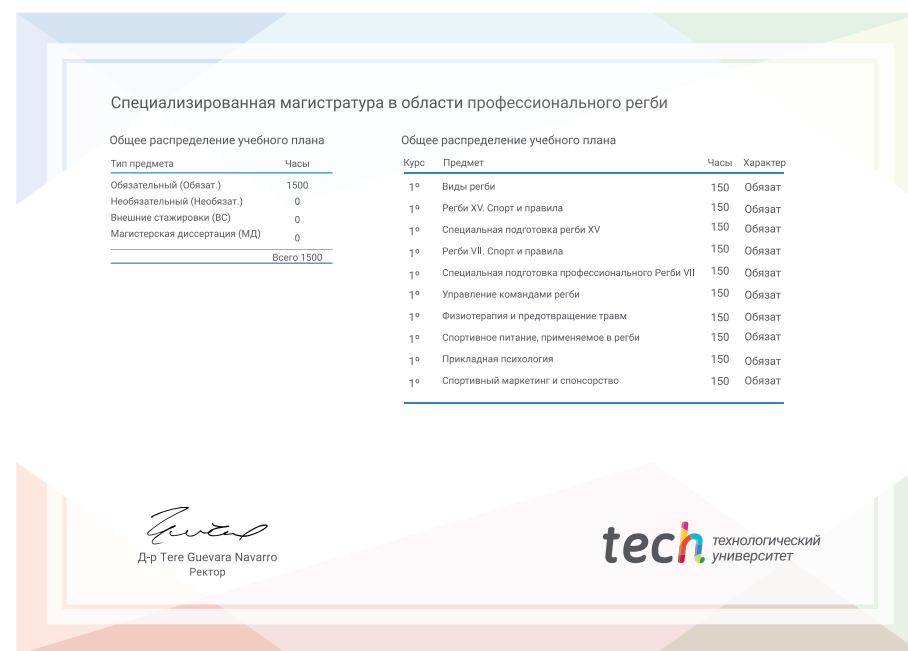 Специализированная магистратура в области профессионального регби
Общее распределение учебного плана
Тип предмета Часы
Обязательный (Обязат.) 1500
Необязательный (Необязат.) 0
Внешние стажировки (ВС) 0
Магистерская диссертация (МД) 0
Всего 1500
Общее распределение учебного плана
Курс Предмет Часы Характер
1º Виды регби 150 Обязат
1º Регби XV. Спорт и правила 150 Обязат
1º Специальная подготовка регби XV 150 Обязат
1º Регби VII. Спорт и правила 150 Обязат
1º Специальная подготовка профессионального Регби VII 150 Обязат
1º Управление командами регби 150 Обязат
1º Физиотерапия и предотвращение травм 150 Обязат
1º Спортивное питание, применяемое в регби 150 Обязат
1º Прикладная психология 150 Обязат
1º Спортивный маркетинг и спонсорство 150 Обязат
Д-р Tere Guevara Navarro
Ректор
tech технологический
университет